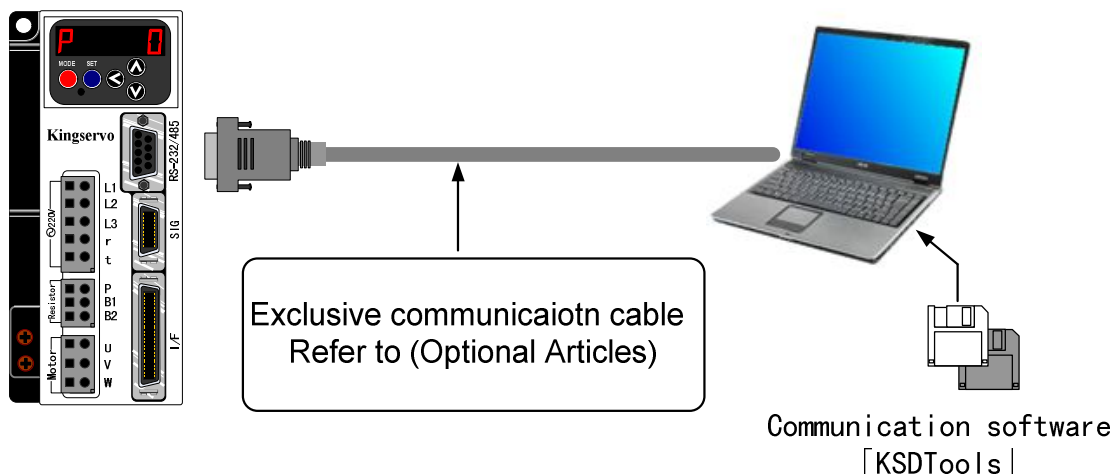 P 0
MODE SET
Kingservo
RS-232/485
220V
L1
L2
L3
r
t
SIG
Resistor
P
B1
B2
I/F
Motor
U
V
W
Exclusive communicaiotn cable
Refer to (Optional Articles)
Communication software
「KSDTools」